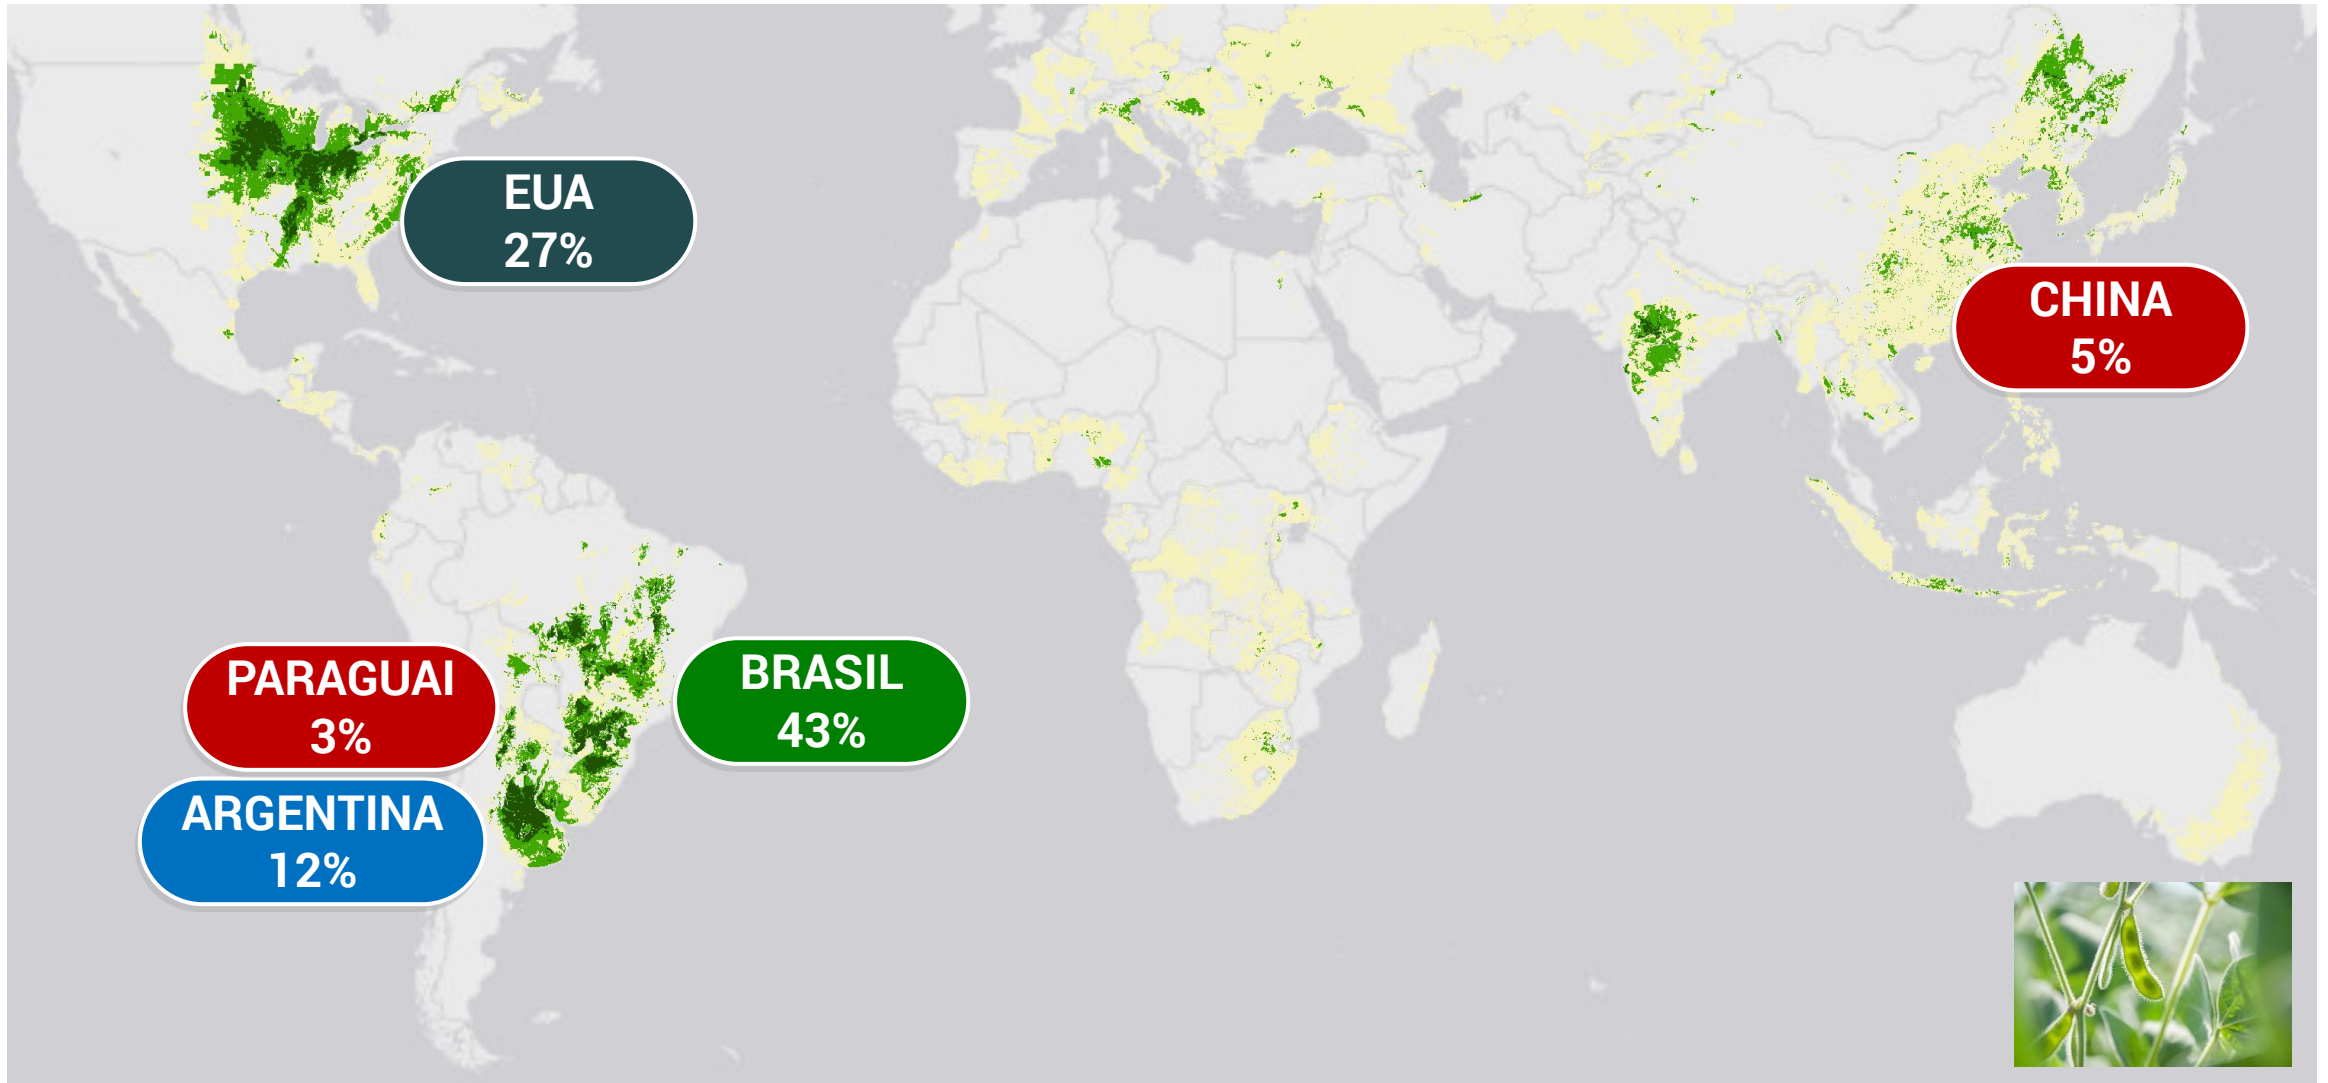 EUA
27%
CHINA
5%
PARAGUAI
3%
BRASIL
43%
ARGENTINA
12%